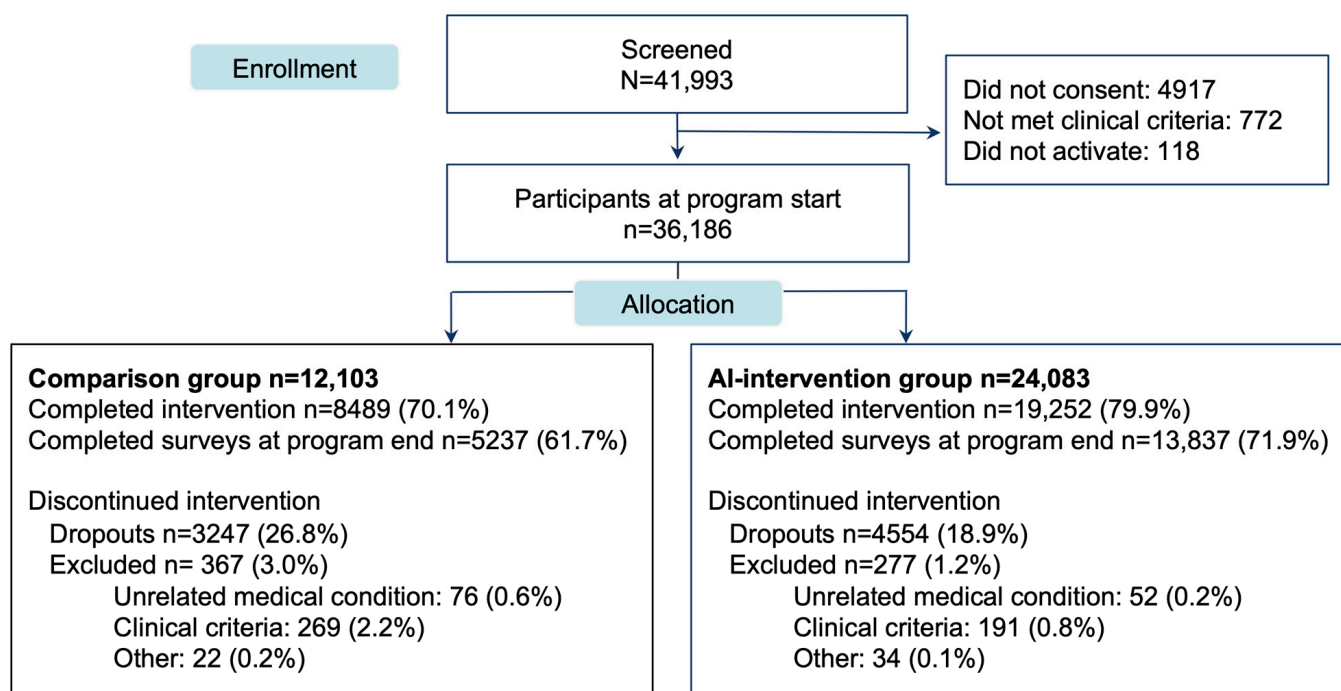 Enrollment
Screened
N=41,993
Did not consent: 4917
Not met clinical criteria: 772
Did not activate: 118
Participants at program start
n=36,186
Allocation
Comparison group n=12,103
Completed intervention n=8489 (70.1%)
Completed surveys at program end n=5237 (61.7%)
Discontinued intervention
Dropouts n=3247 (26.8%)
Excluded n= 367 (3.0%)
Unrelated medical condition: 76 (0.6%)
Clinical criteria: 269 (2.2%)
Other: 22 (0.2%)
AI-intervention group n=24,083
Completed intervention n=19,252 (79.9%)
Completed surveys at program end n=13,837 (71.9%)
Discontinued intervention
Dropouts n=4554 (18.9%)
Excluded n=277 (1.2%)
Unrelated medical condition: 52 (0.2%)
Clinical criteria: 191 (0.8%)
Other: 34 (0.1%)